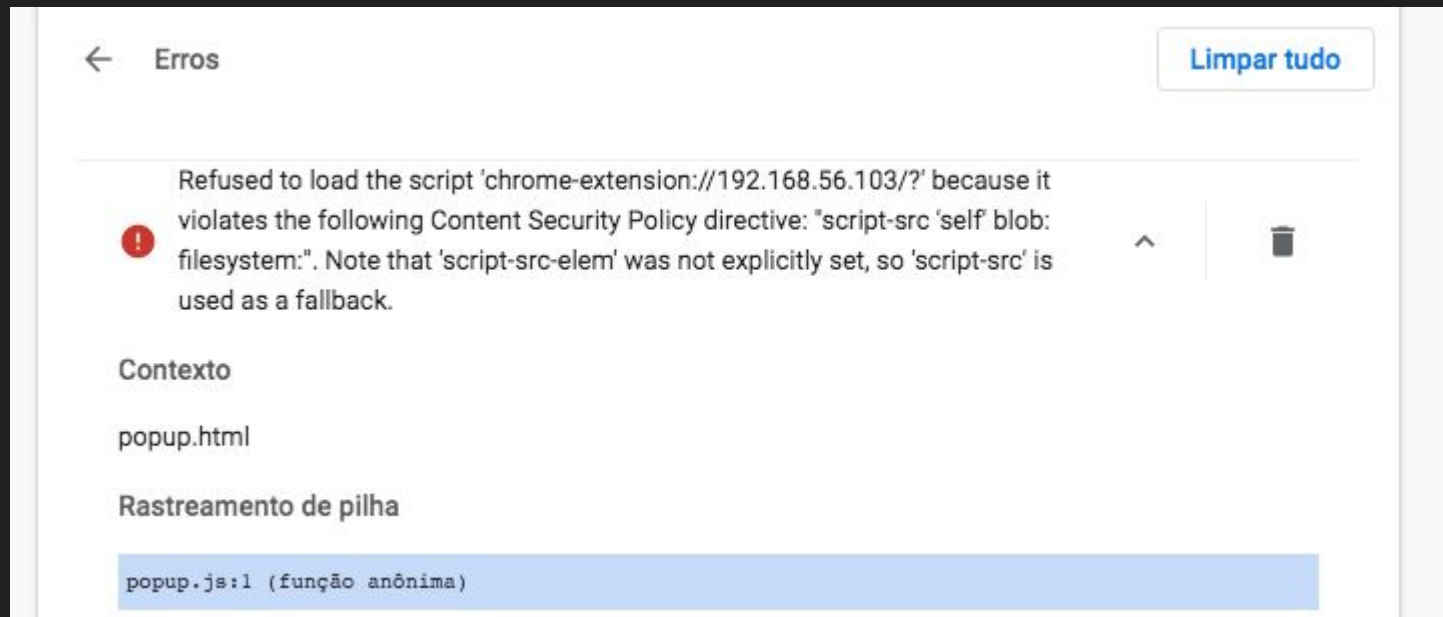 Erros
Limpar tudo
Refused to load the script 'chrome-extension://192.168.56.103/?' because it
violates the following Content Security Policy directive: "script-src 'self' blob:
filesystem:". Note that 'script-src-elem' was not explicitly set, so 'script-src' is
used as a fallback.
Contexto
popup.html
Rastreamento de pilha
popup.js:1 (função anônima)